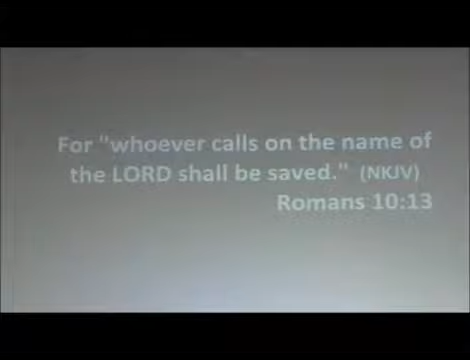 For "whoever calls on the name of
the LORD shall be saved." (NKJV)
Romans 10:13